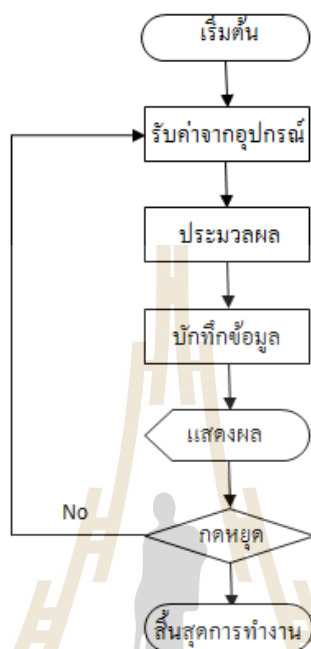 เริ่มต้น
รับค่าจากอุปกรณ์
ประมวลผล
บักทึกข้อมูล
แสดงผล
No
กดหยุด
สิ้นสุดการทำงาน